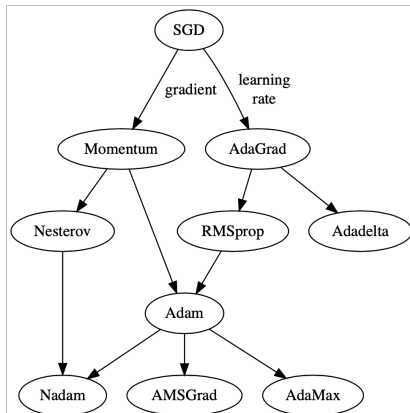 SGD
gradient
learning
rate
Momentum
AdaGrad
Nesterov
RMSprop
Adadelta
Adam
Nadam
AMSGrad
AdaMax